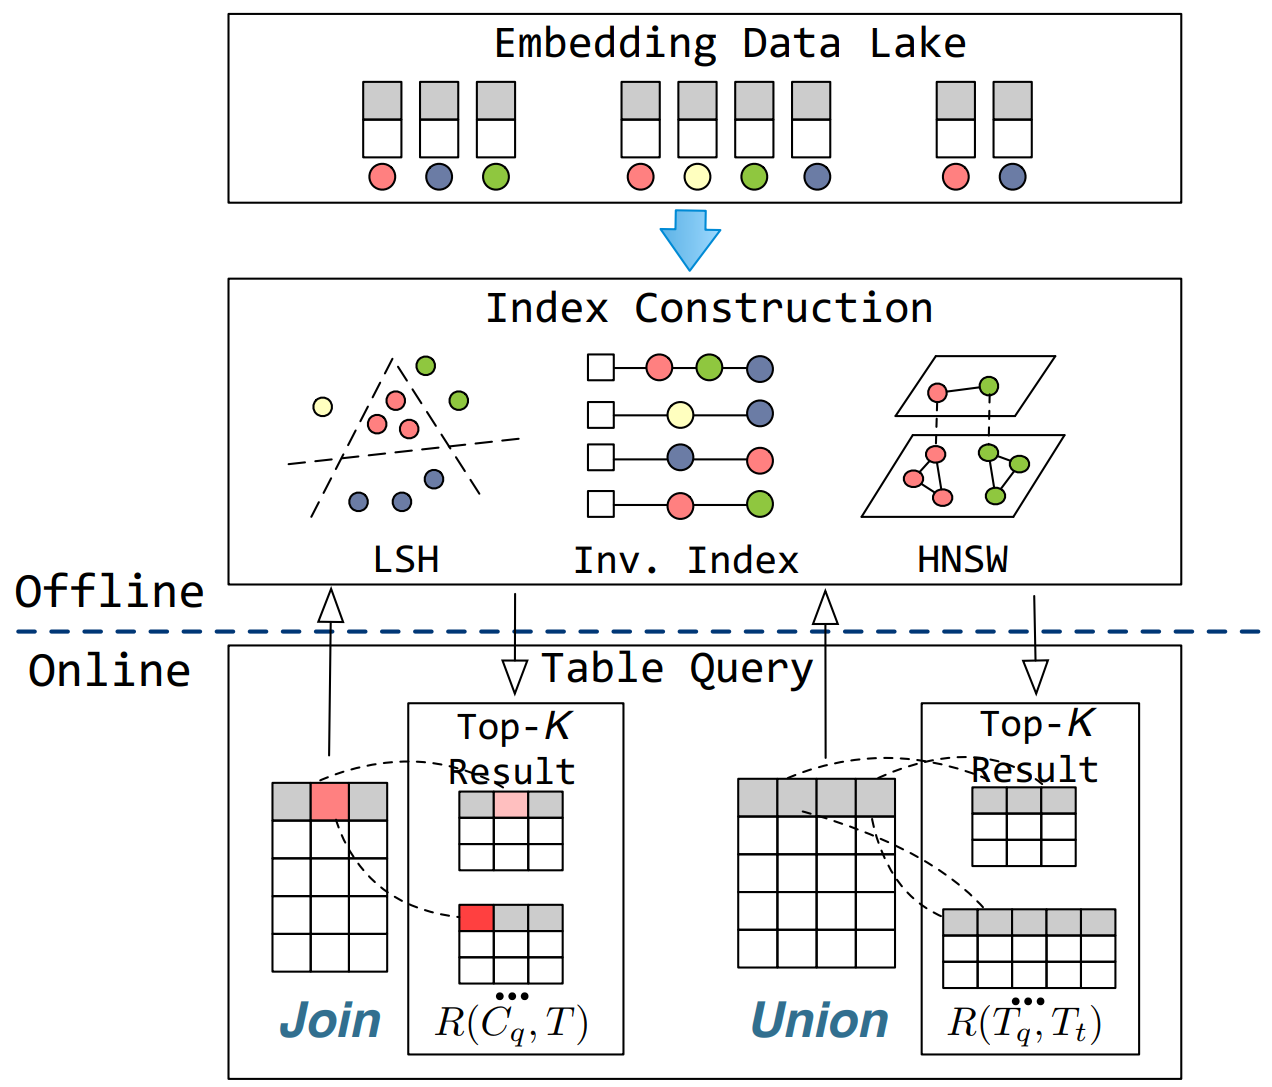 Embedding Data Lake
Index Construction
LSH
Inv. Index
HNSW
Offline
Online
Table Query
Top-K
Result
Top-K
Result
Join
R(C_q, T)
Union
R(T_q, T_t)